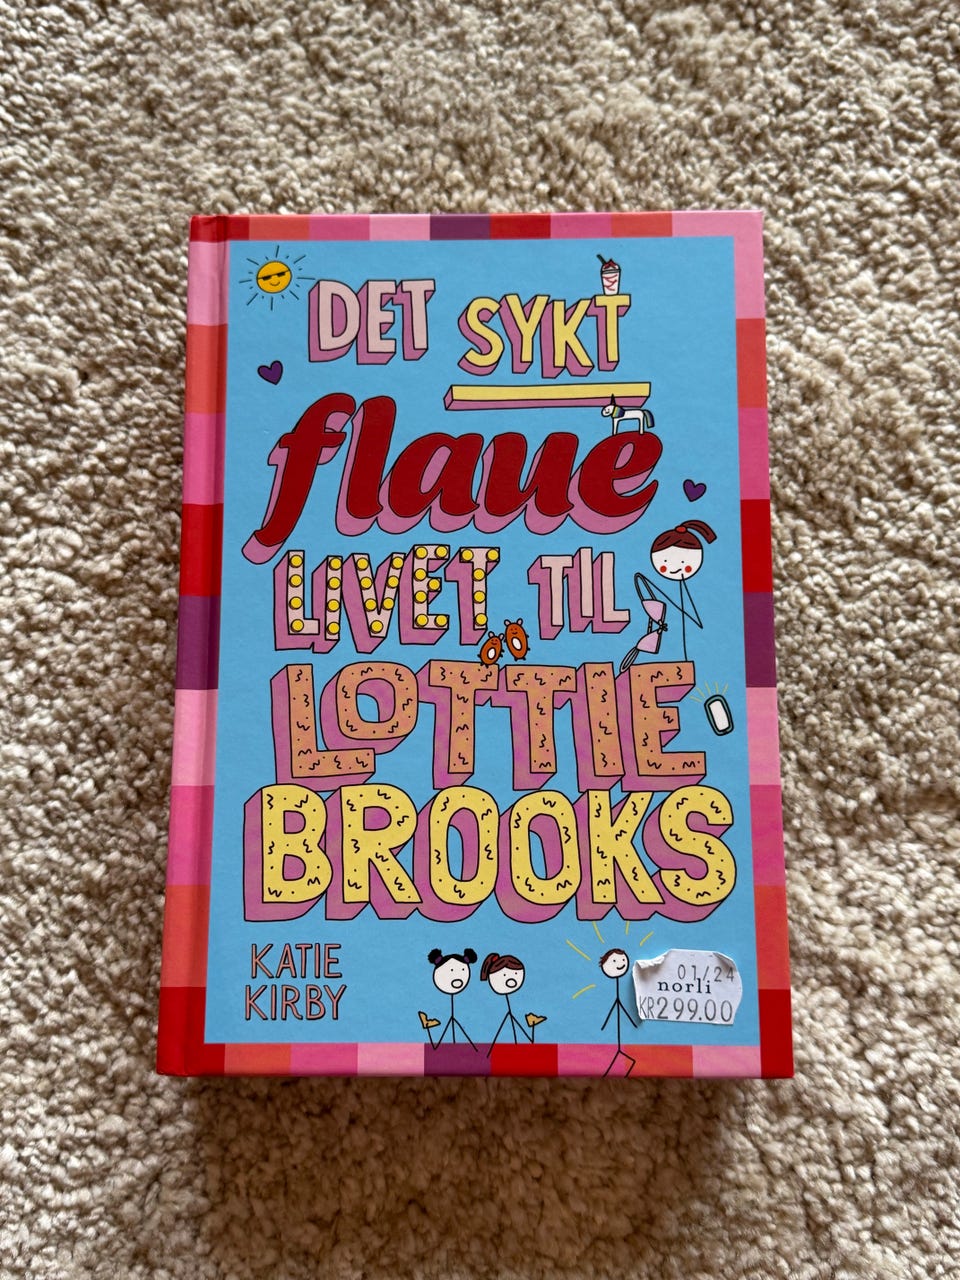 DET SYKT
flaue
LIVET TIL
LOTTIE
BROOKS
KATIE
KIRBY
01/24
norli
KR299.00